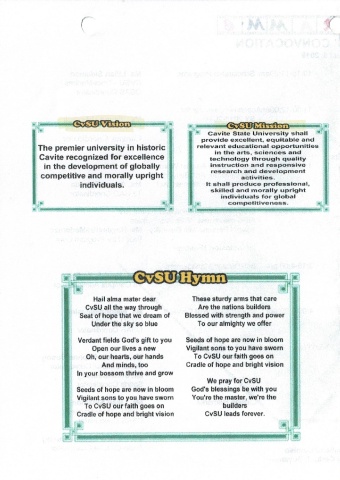 CvSU Vision
The premier university in historic
Cavite recognized for excellence
in the development of globally
competitive and morally upright
individuals.
CvSU Mission
Cavite State University shall
provide excellent, equitable and
relevant educational opportunities
in the arts, sciences and
technology through quality
instruction and responsive
research and development
activities.
It shall produce professional,
skilled and morally upright
individuals for global
competitiveness.
CvSU Hymn
Hail alma mater dear
CvSU all the way through
Seat of hope that we dream of
Under the sky so blue
Verdant fields God's gift to you
Open our lives a new
Oh, our hearts, our hands
And minds, too
In your bossom thrive and grow
Seeds of hope are now in bloom
Vigilant sons to you have sworn
To CvSU our faith goes on
Cradle of hope and bright vision
These sturdy arms that care
Are the nations builders
Blessed with strength and power
To our almighty we offer
Seeds of hope are now in bloom
Vigilant sons to you have sworn
To CvSU our faith goes on
Cradle of hope and bright vision
We pray for CvSU
God's blessings be with you
You're the master, we're the
builders
CvSU leads forever.